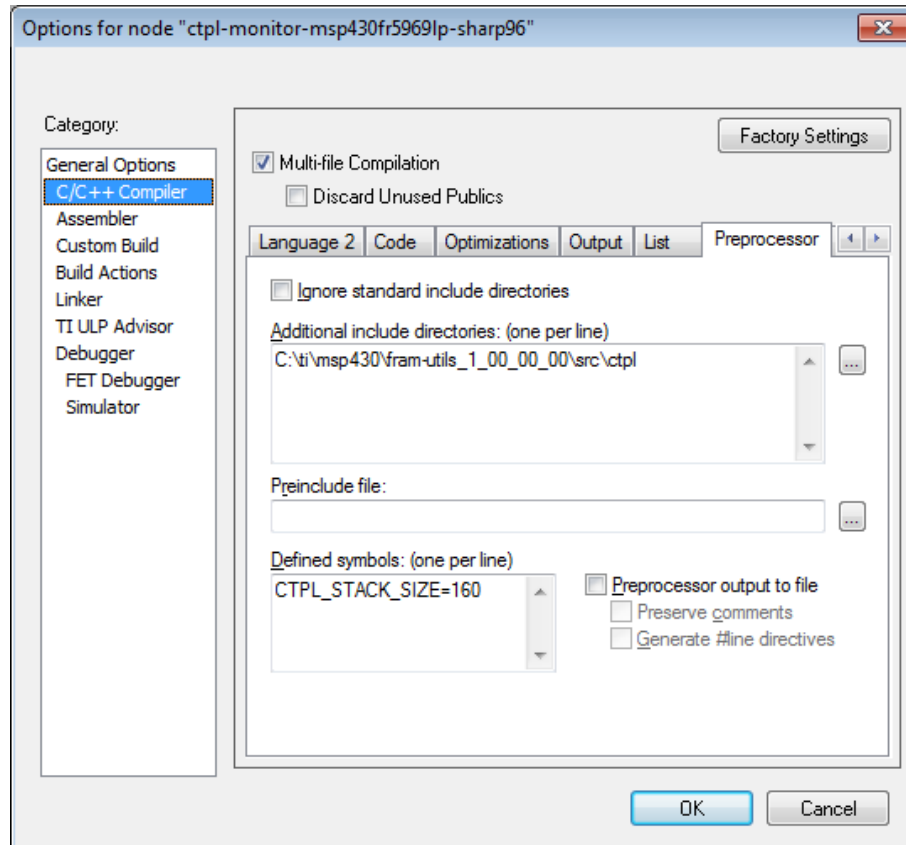 Options for node "ctpl-monitor-msp430fr5969lp-sharp96"
Category:
Factory Settings
General Options
C/C++ Compiler
Assembler
Custom Build
Build Actions
Linker
TI ULP Advisor
Debugger
FET Debugger
Simulator
Multi-file Compilation
Discard Unused Publics
Language 2 Code Optimizations Output List Preprocessor
Ignore standard include directories
Additional include directories: (one per line)
C:\ti\msp430\fram-utils_1_00_00_00\src\ctpl
...
Preinclude file:
...
Defined symbols: (one per line)
CTPL_STACK_SIZE=160
Preprocessor output to file
Preserve comments
Generate #line directives
OK Cancel